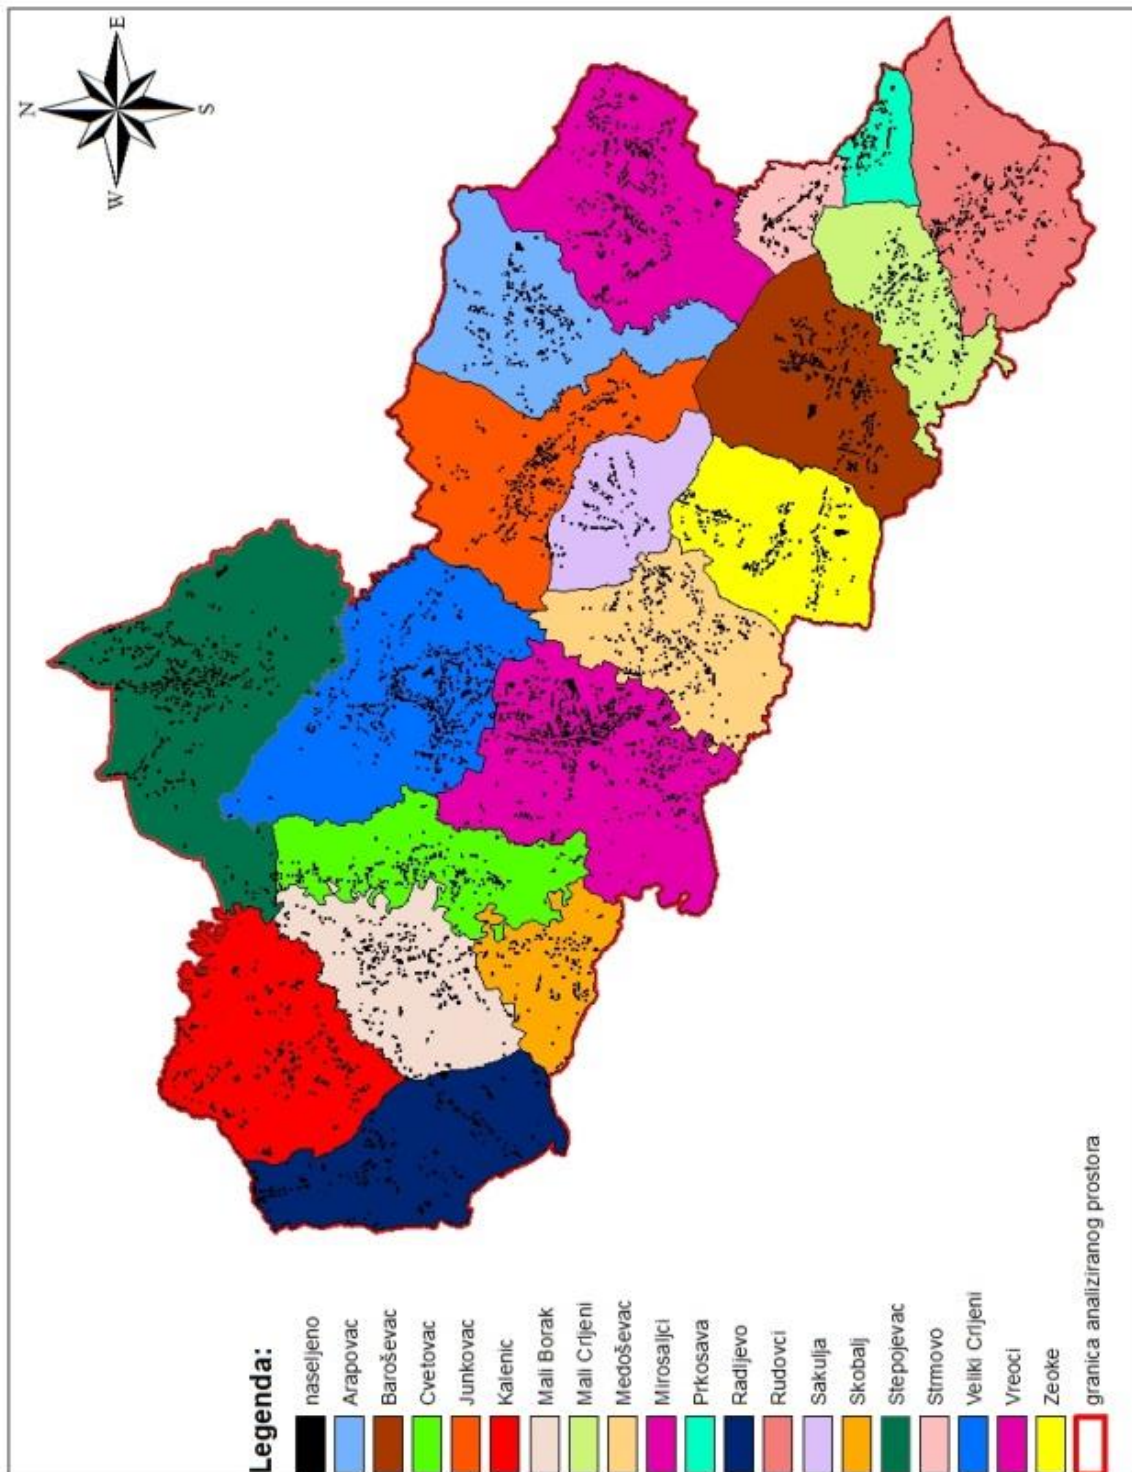 N
E
S
W
Legenda:
naseljeno
Arapovac
Baroševac
Cvetovac
Junkovac
Kalenic
Mali Borak
Mali Crljeni
Medoševac
Mirosaljci
Prkosava
Radljevo
Rudovci
Sakulja
Skobalj
Stepojevac
Strmovo
Veliki Crljeni
Vreoci
Zeoke
granica analiziranog prostora